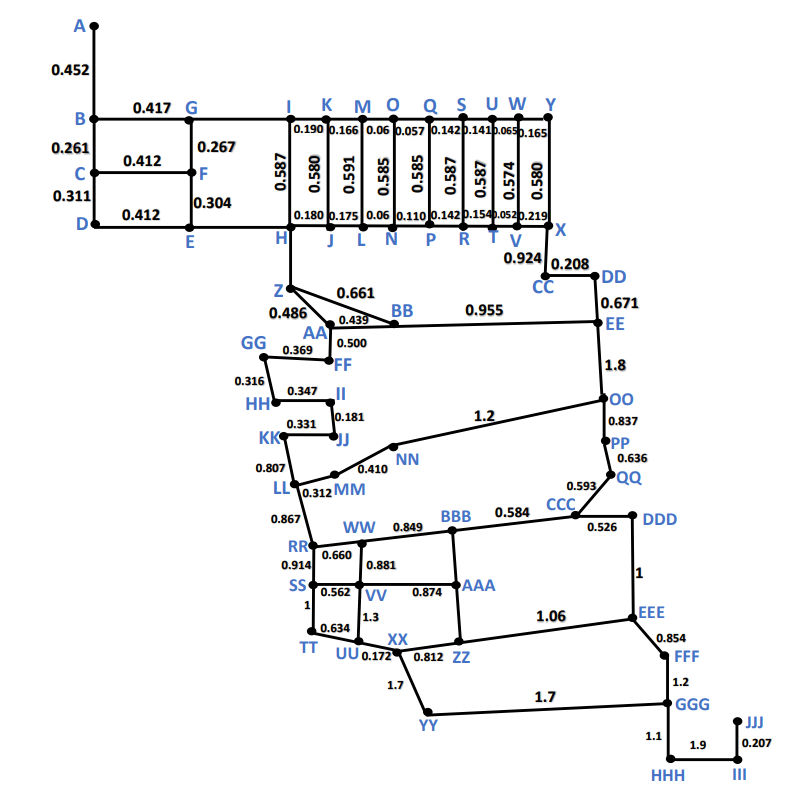 A
0.452
B 0.417 G I K M O Q S U W Y
0.190 0.166 0.06 0.057 0.142 0.141 0.065 0.165
0.261 0.267
C 0.412 F 0.587 0.580 0.591 0.585 0.585 0.587 0.587 0.574 0.580
0.311 0.304
D 0.412 0.180 0.175 0.06 0.110 0.142 0.154 0.052 0.219
E H J L N P R T V X
0.924 0.208
Z 0.661 CC DD
0.486 0.439 BB 0.955 0.671
AA EE
GG 0.369 0.500
FF 1.8
0.316 0.347 II
HH 0.181 1.2 OO
0.331 0.837
KK JJ PP
0.807 0.410 NN 0.636
LL 0.312 MM 0.593 QQ
0.867 WW 0.849 BBB 0.584 CCC 0.526 DDD
RR 0.660
0.914 0.881 1
SS 0.562 VV 0.874 AAA
1 0.634 1.3 1.06 EEE
TT UU 0.172 XX 0.812 ZZ 0.854 FFF
1.7 1.2
YY 1.7 GGG
1.1 1.9 JJJ
0.207
HHH III